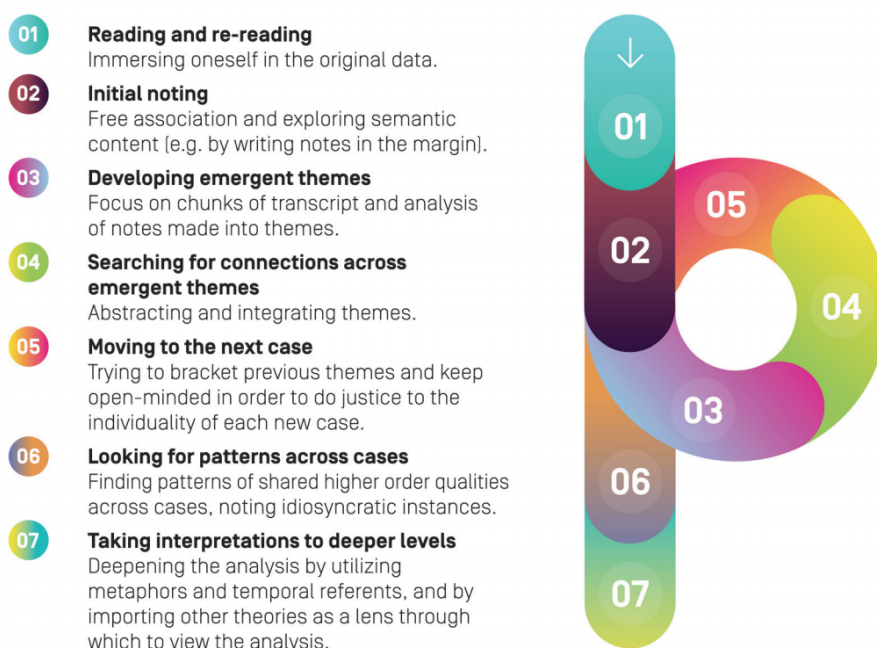 01
Reading and re-reading
Immersing oneself in the original data.
02
Initial noting
Free association and exploring semantic
content (e.g. by writing notes in the margin).
03
Developing emergent themes
Focus on chunks of transcript and analysis
of notes made into themes.
04
Searching for connections across
emergent themes
Abstracting and integrating themes.
05
Moving to the next case
Trying to bracket previous themes and keep
open-minded in order to do justice to the
individuality of each new case.
06
Looking for patterns across cases
Finding patterns of shared higher order qualities
across cases, noting idiosyncratic instances.
07
Taking interpretations to deeper levels
Deepening the analysis by utilizing
metaphors and temporal referents, and by
importing other theories as a lens through
which to view the analysis.
01
05
02
04
03
06
07